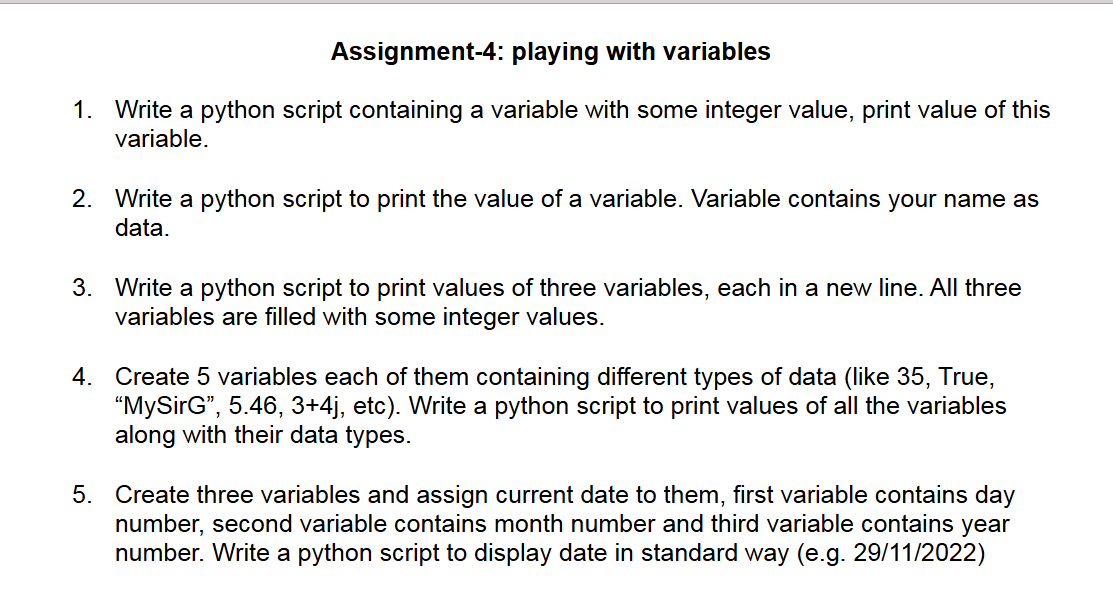 Assignment-4: playing with variables
1. Write a python script containing a variable with some integer value, print value of this
variable.
2. Write a python script to print the value of a variable. Variable contains your name as
data.
3. Write a python script to print values of three variables, each in a new line. All three
variables are filled with some integer values.
4. Create 5 variables each of them containing different types of data (like 35, True,
“MySirG”, 5.46, 3+4j, etc). Write a python script to print values of all the variables
along with their data types.
5. Create three variables and assign current date to them, first variable contains day
number, second variable contains month number and third variable contains year
number. Write a python script to display date in standard way (e.g. 29/11/2022)